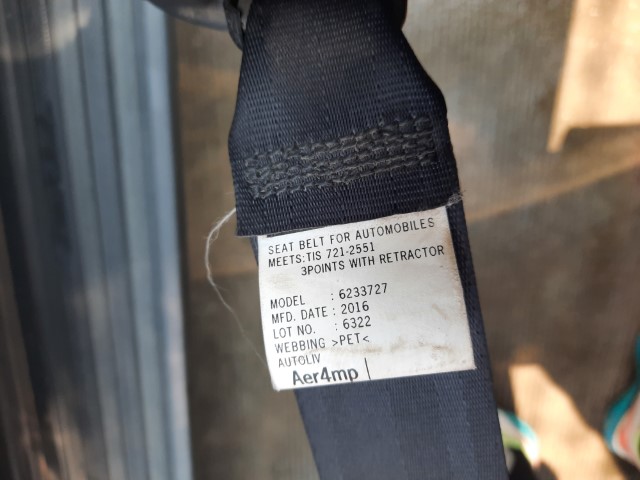 SEAT BELT FOR AUTOMOBILES
MEETS:TIS 721-2551
3POINTS WITH RETRACTOR
MODEL : 6233727
MFD. DATE : 2016
LOT NO. : 6322
WEBBING >PET<
AUTOLIV
Aer4mp